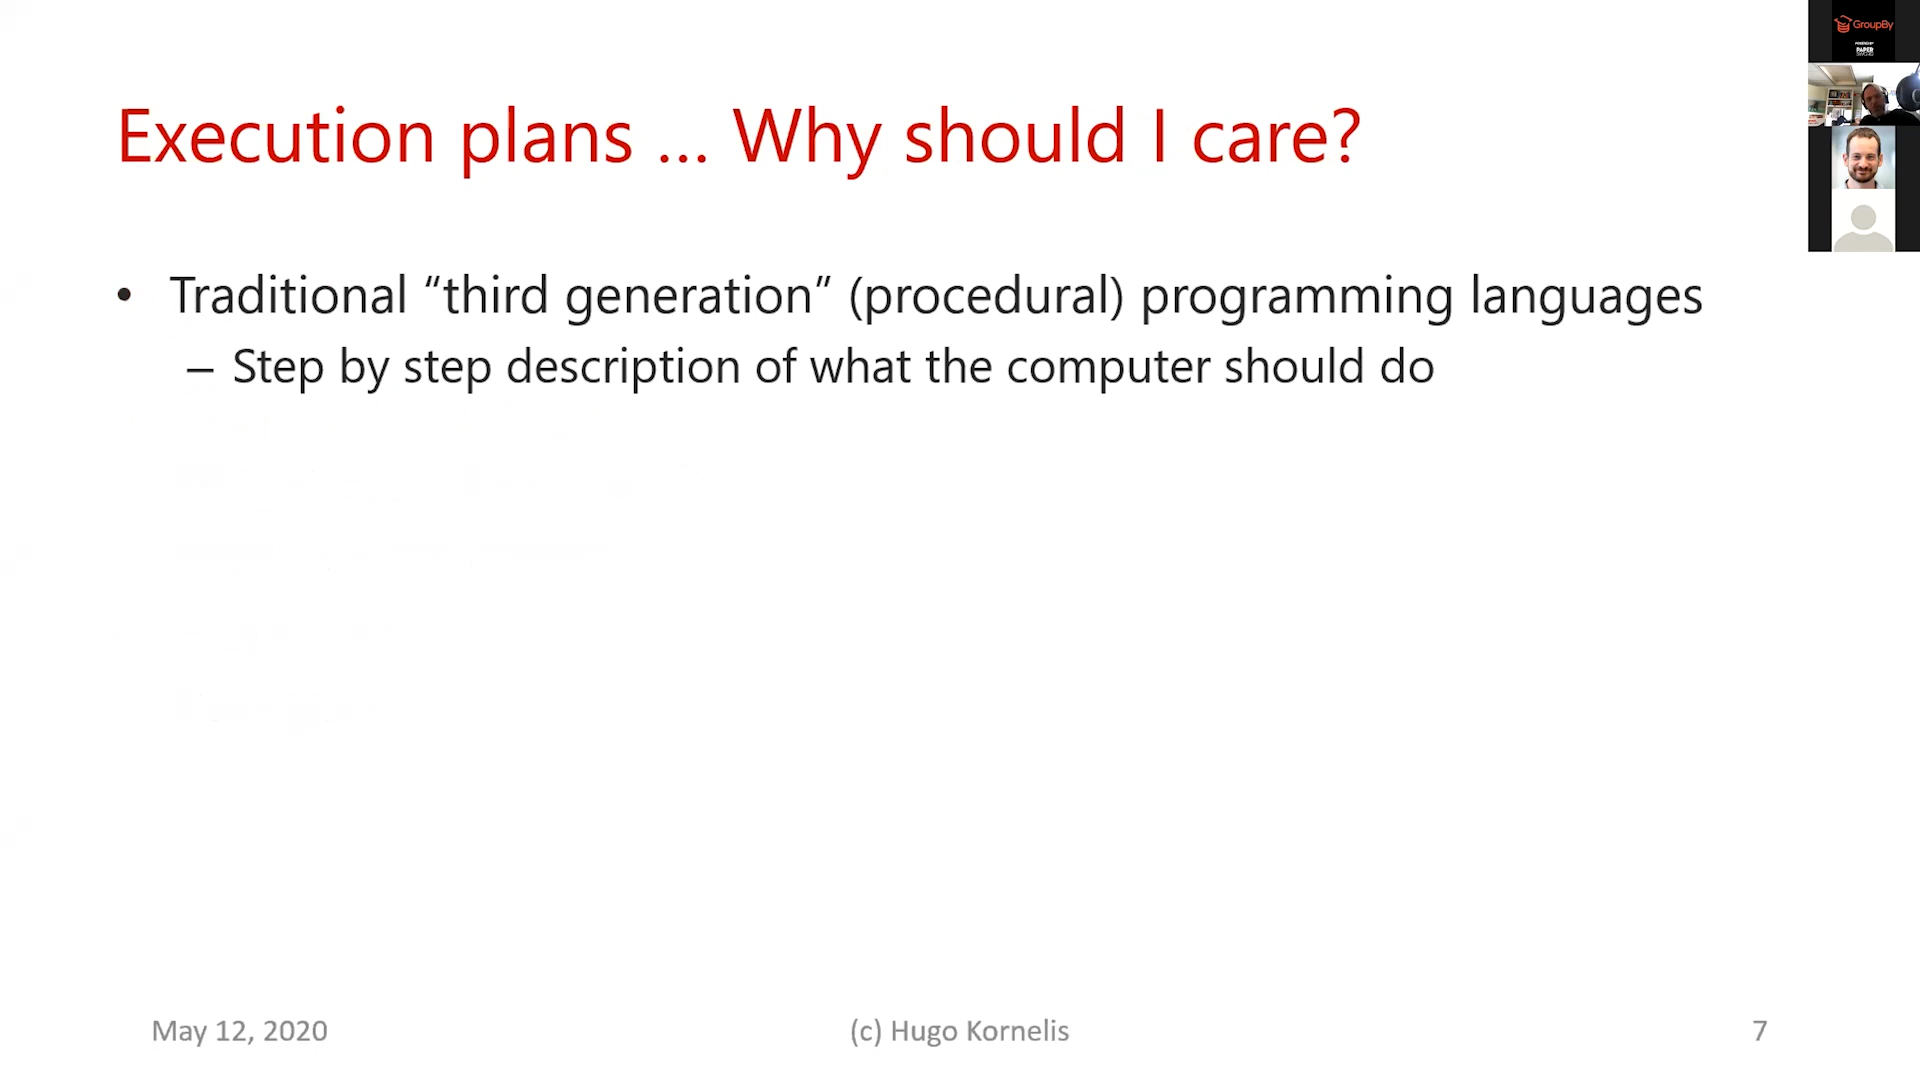 GroupBy
Execution plans ... Why should I care?
• Traditional “third generation” (procedural) programming languages
– Step by step description of what the computer should do
May 12, 2020
(c) Hugo Kornelis
7